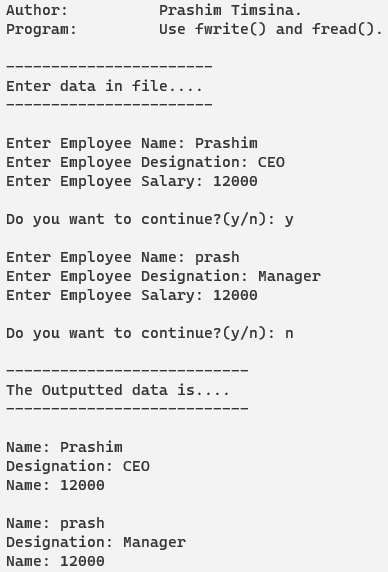 Author:          Prashim Timsina.
Program:         Use fwrite() and fread().
-----------------------
Enter data in file....
-----------------------
Enter Employee Name: Prashim
Enter Employee Designation: CEO
Enter Employee Salary: 12000
Do you want to continue?(y/n): y
Enter Employee Name: prash
Enter Employee Designation: Manager
Enter Employee Salary: 12000
Do you want to continue?(y/n): n
---------------------------
The Outputted data is....
---------------------------
Name: Prashim
Designation: CEO
Name: 12000
Name: prash
Designation: Manager
Name: 12000